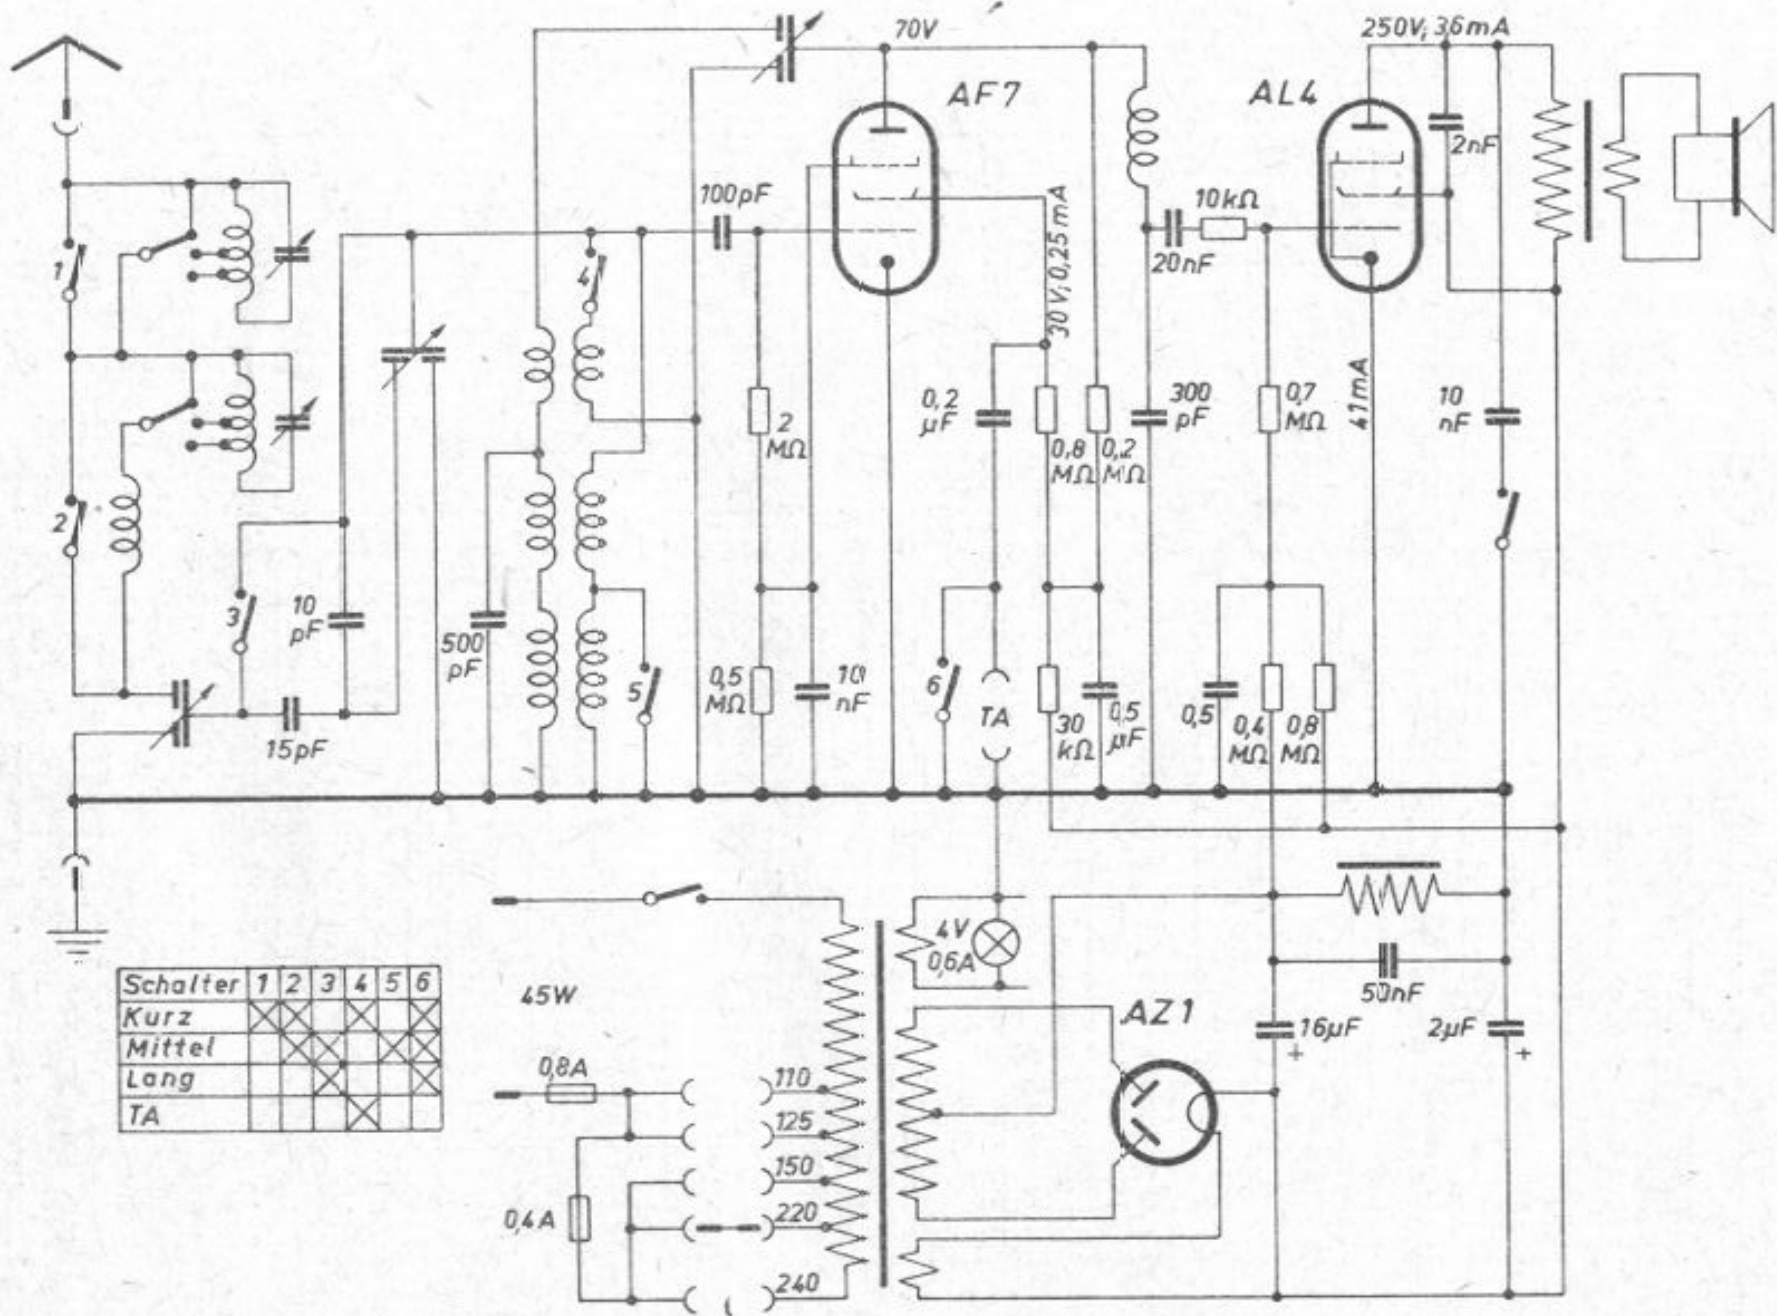 70V
250V; 36mA
AF7
AL4
2nF
100pF
30V; 0,25mA
10kΩ
20nF
1
4
2
MΩ
0,2
µF
0,8
MΩ
0,2
MΩ
300
pF
0,7
MΩ
41mA
10
nF
2
3
10
pF
500
pF
5
0,5
MΩ
10
nF
6
TA
30
kΩ
0,5
µF
0,5
0,4
MΩ
0,8
MΩ
15pF
4V
0,6A
50nF
Schalter 1 2 3 4 5 6
Kurz
Mittel
Lang
TA
45W
AZ1
16µF
+
2µF
+
0,8A
110
125
150
0,4A
220
240